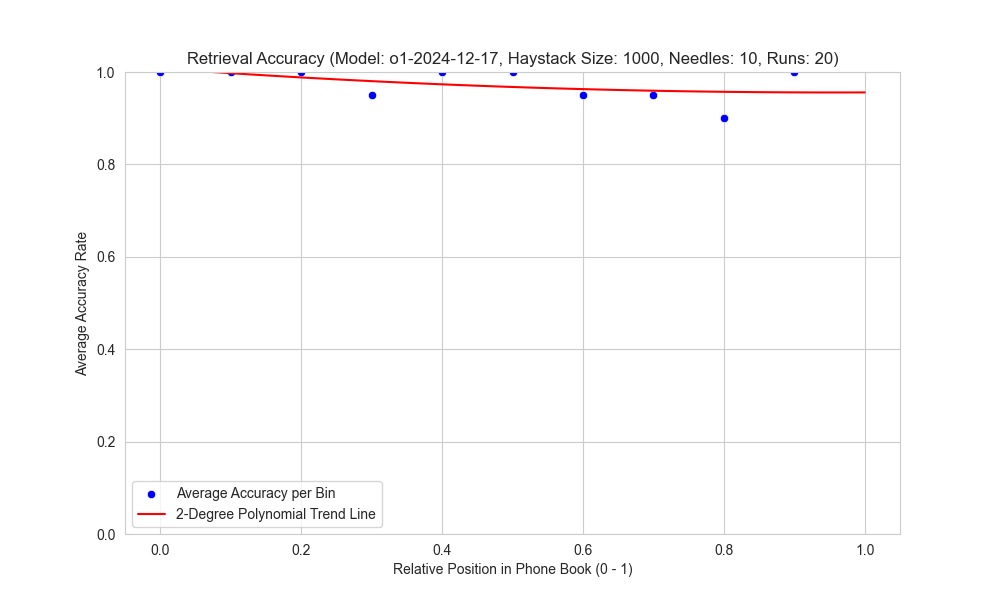 Retrieval Accuracy (Model: o1-2024-12-17, Haystack Size: 1000, Needles: 10, Runs: 20)
1.0
0.8
0.6
0.4
0.2
0.0
Average Accuracy Rate
Average Accuracy per Bin
2-Degree Polynomial Trend Line
0.0 0.2 0.4 0.6 0.8 1.0
Relative Position in Phone Book (0 - 1)